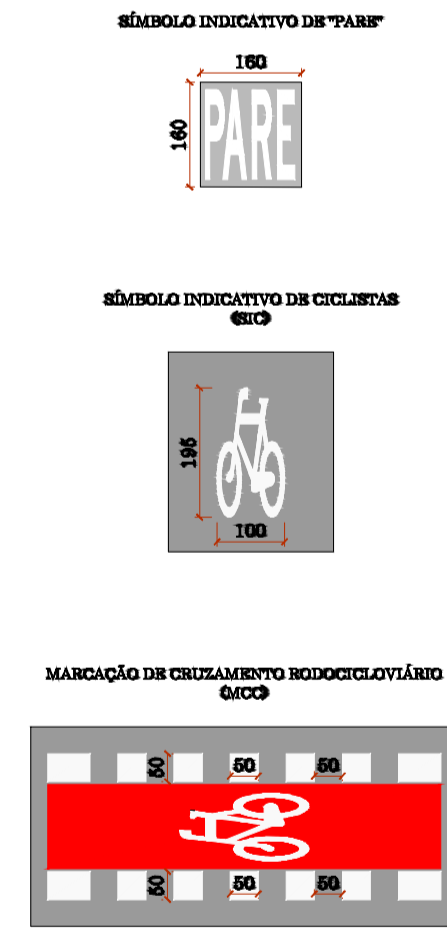 SÍMBOLO INDICATIVO DE "PARE"
160
160
PARE
SÍMBOLO INDICATIVO DE CICLISTAS
(SIC)
195
100
MARCAÇÃO DE CRUZAMENTO RODOCICLOVIÁRIO
(MCC)
50 50 50
50 50 50